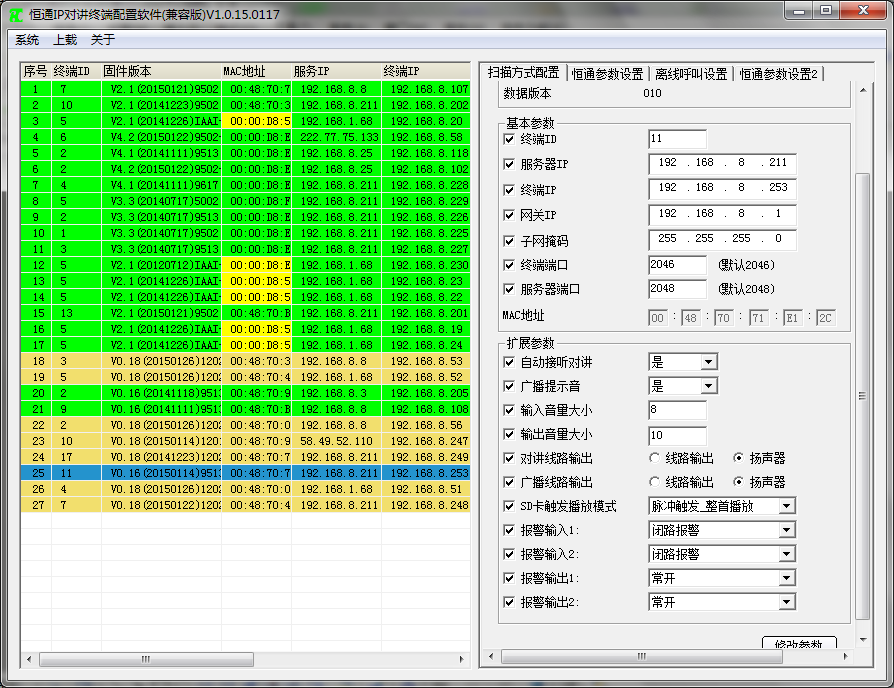 恒通IP对讲终端配置软件(兼容版)V1.0.15.0117
系统 上载 关于
序号 终端ID 固件版本 MAC地址 服务IP 终端IP
1 7 V2.1(20150121)9502 00:48:70:7 192.168.8.8 192.168.8.107
2 10 V2.1(20141223)9502 00:48:70:3 192.168.8.211 192.168.8.202
3 5 V2.1(20141226)IAAI- 00:00:D8:5 192.168.1.68 192.168.8.20
4 6 V4.2(20150122)9502- 00:00:D8:E 222.77.75.133 192.168.8.58
5 2 V4.1(20141111)9513 00:00:D8:E 192.168.8.25 192.168.8.118
6 2 V4.2(20150122)9502- 00:00:D8:E 192.168.8.25 192.168.8.102
7 4 V4.1(20141111)9617 00:00:D8:E 192.168.8.211 192.168.8.228
8 5 V3.3(20140717)5002 00:00:D8:E 192.168.8.211 192.168.8.229
9 2 V3.3(20140717)9513 00:00:D8:E 192.168.8.211 192.168.8.226
10 1 V3.3(20140717)9502 00:00:D8:E 192.168.8.211 192.168.8.225
11 3 V3.3(20140717)9513 00:00:D8:E 192.168.8.211 192.168.8.227
12 5 V2.1(20120712)IAAI- 00:00:D8:E 192.168.1.68 192.168.8.230
13 5 V2.1(20141226)IAAI- 00:00:D8:5 192.168.1.68 192.168.8.23
14 5 V2.1(20141226)IAAI- 00:00:D8:5 192.168.1.68 192.168.8.22
15 13 V2.1(20150121)9502 00:48:70:B 192.168.8.211 192.168.8.201
16 5 V2.1(20141226)IAAI- 00:00:D8:5 192.168.1.68 192.168.8.19
17 5 V2.1(20141226)IAAI- 00:00:D8:5 192.168.1.68 192.168.8.24
18 3 V0.18(20150126)1202 00:48:70:3 192.168.8.8 192.168.8.53
19 5 V0.18(20150126)1202 00:48:70:4 192.168.1.68 192.168.8.52
20 2 V0.16(20141118)9513 00:48:70:9 192.168.8.3 192.168.8.205
21 9 V0.16(20141111)9513 00:48:70:B 192.168.8.8 192.168.8.108
22 2 V0.18(20150126)1202 00:48:70:0 192.168.8.8 192.168.8.56
23 10 V0.18(20150114)1201 00:48:70:9 58.49.52.110 192.168.8.247
24 17 V0.18(20141223)1202 00:48:70:7 192.168.8.211 192.168.8.249
25 11 V0.16(20150114)9513 00:48:70:7 192.168.8.211 192.168.8.253
26 4 V0.18(20150126)1202 00:48:70:0 192.168.1.68 192.168.8.51
27 7 V0.18(20150122)1202 00:48:70:4 192.168.8.211 192.168.8.248
扫描方式配置 恒通参数设置 离线呼叫设置 恒通参数设置2
数据版本 010
基本参数
终端ID 11
服务器IP 192 . 168 . 8 . 211
终端IP 192 . 168 . 8 . 253
网关IP 192 . 168 . 8 . 1
子网掩码 255 . 255 . 255 . 0
终端端口 2046 (默认2046)
服务器端口 2048 (默认2048)
MAC地址 00 : 48 : 70 : 71 : E1 : 2C
扩展参数
自动接听对讲 是
广播提示音 是
输入音量大小 8
输出音量大小 10
对讲线路输出 线路输出 扬声器
广播线路输出 线路输出 扬声器
SD卡触发播放模式 脉冲触发_整首播放
报警输入1: 闭路报警
报警输入2: 闭路报警
报警输出1: 常开
报警输出2: 常开
修改参数